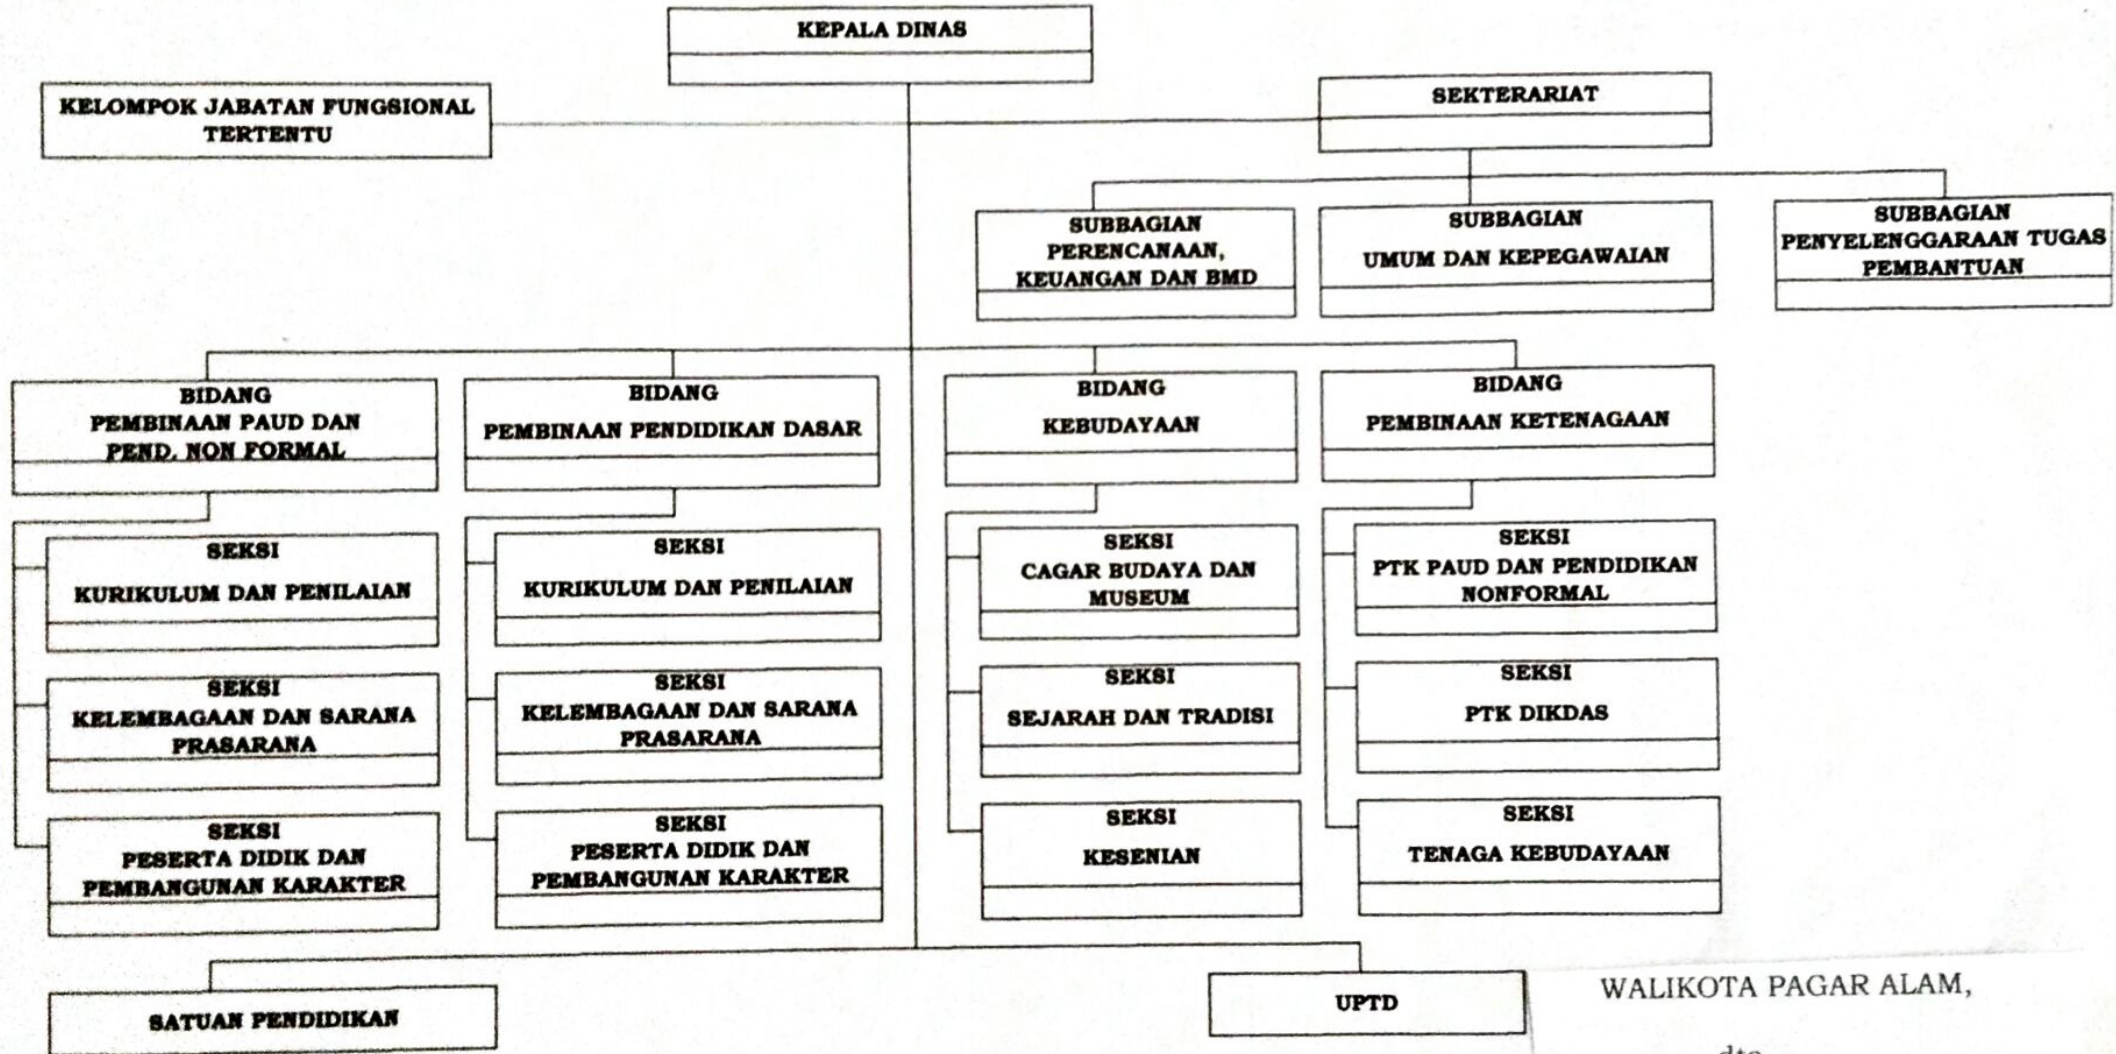 KEPALA DINAS
KELOMPOK JABATAN FUNGSIONAL
TERTENTU
SEKTERARIAT
SUBBAGIAN
PERENCANAAN,
KEUANGAN DAN BMD
SUBBAGIAN
UMUM DAN KEPEGAWAIAN
SUBBAGIAN
PENYELENGGARAAN TUGAS
PEMBANTUAN
BIDANG
PEMBINAAN PAUD DAN
PEND. NON FORMAL
BIDANG
PEMBINAAN PENDIDIKAN DASAR
BIDANG
KEBUDAYAAN
BIDANG
PEMBINAAN KETENAGAAN
SEKSI
KURIKULUM DAN PENILAIAN
SEKSI
KURIKULUM DAN PENILAIAN
SEKSI
CAGAR BUDAYA DAN
MUSEUM
SEKSI
PTK PAUD DAN PENDIDIKAN
NONFORMAL
SEKSI
KELEMBAGAAN DAN SARANA
PRASARANA
SEKSI
KELEMBAGAAN DAN SARANA
PRASARANA
SEKSI
SEJARAH DAN TRADISI
SEKSI
PTK DIKDAS
SEKSI
PESERTA DIDIK DAN
PEMBANGUNAN KARAKTER
SEKSI
PESERTA DIDIK DAN
PEMBANGUNAN KARAKTER
SEKSI
KESENIAN
SEKSI
TENAGA KEBUDAYAAN
SATUAN PENDIDIKAN
UPTD
WALIKOTA PAGAR ALAM,
dto